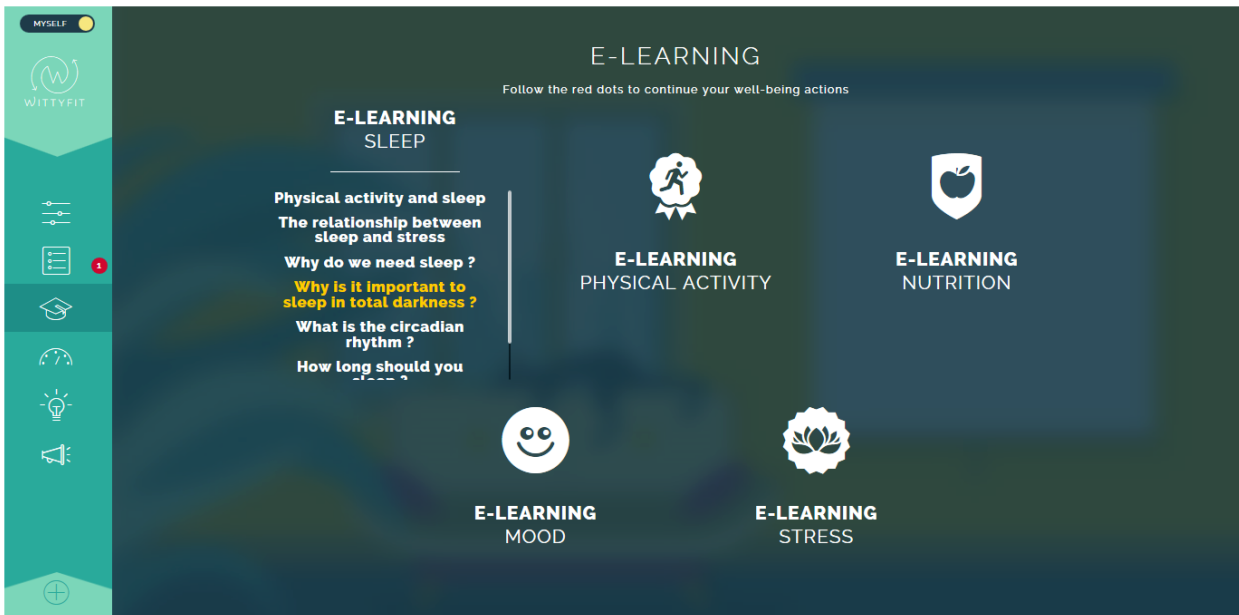 MYSELF
WITTYFIT
1
E-LEARNING
Follow the red dots to continue your well-being actions
E-LEARNING
SLEEP
Physical activity and sleep
The relationship between
sleep and stress
Why do we need sleep ?
Why is it important to
sleep in total darkness ?
What is the circadian
rhythm ?
How long should you
sleep ?
E-LEARNING
PHYSICAL ACTIVITY
E-LEARNING
NUTRITION
E-LEARNING
MOOD
E-LEARNING
STRESS